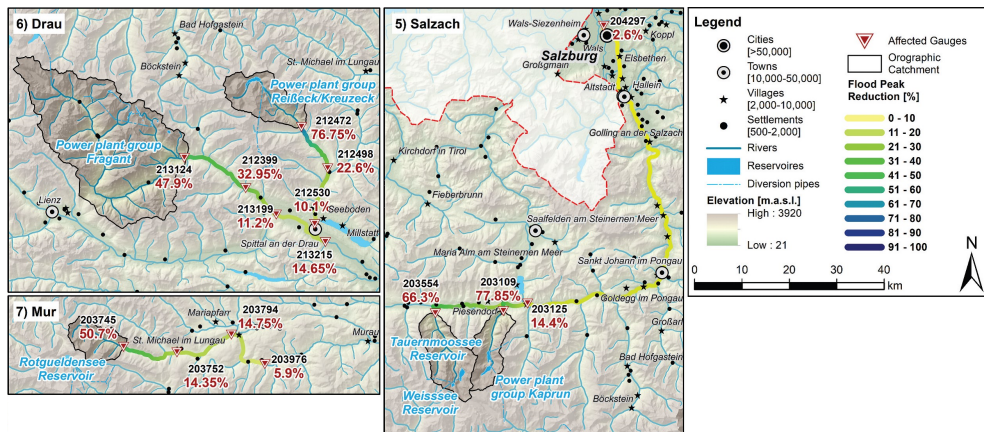 6) Drau
Bad Hofgastein
Böckstein
St. Michael im Lungau
Power plant group
Reißeck/Kreuzeck
212472
76.75%
Power plant group
Fragant
213124
47.9%
212399
32.95%
212498
22.6%
212530
10.1%
213199
11.2%
Seeboden
Lienz
Millstatt
Spittal an der Drau
213215
14.65%
7) Mur
203745
50.7%
Mariapfarr
203794
14.75%
St. Michael im Lungau
Murau
Rotgueldensee
Reservoir
203752
14.35%
203976
5.9%
5) Salzach
Wals-Siezenheim
204297
2.6%
Koppl
Salzburg
Wals
Elsbethen
Großgmain
Altstadt
Hallein
Golling an der Salzach
Kirchdorf in Tirol
Fieberbrunn
Saalfelden am Steinernen Meer
Maria Alm am Steinernen Meer
Sankt Johann im Pongau
203554
66.3%
203109
77.85%
Piesendorf
203125
14.4%
Goldegg im Pongau
Großarl
Tauernmoossee
Reservoir
Weisssee
Reservoir
Power plant
group Kaprun
Bad Hofgastein
Böckstein
Legend
Cities
[>50,000]
Towns
[10,000-50,000]
Villages
[2,000-10,000]
Settlements
[500-2,000]
Rivers
Reservoires
Diversion pipes
Elevation [m.a.s.l.]
High : 3920
Low : 21
Affected Gauges
Orographic
Catchment
Flood Peak
Reduction [%]
0 - 10
11 - 20
21 - 30
31 - 40
41 - 50
51 - 60
61 - 70
71 - 80
81 - 90
91 - 100
N
0 10 20 30 40
km